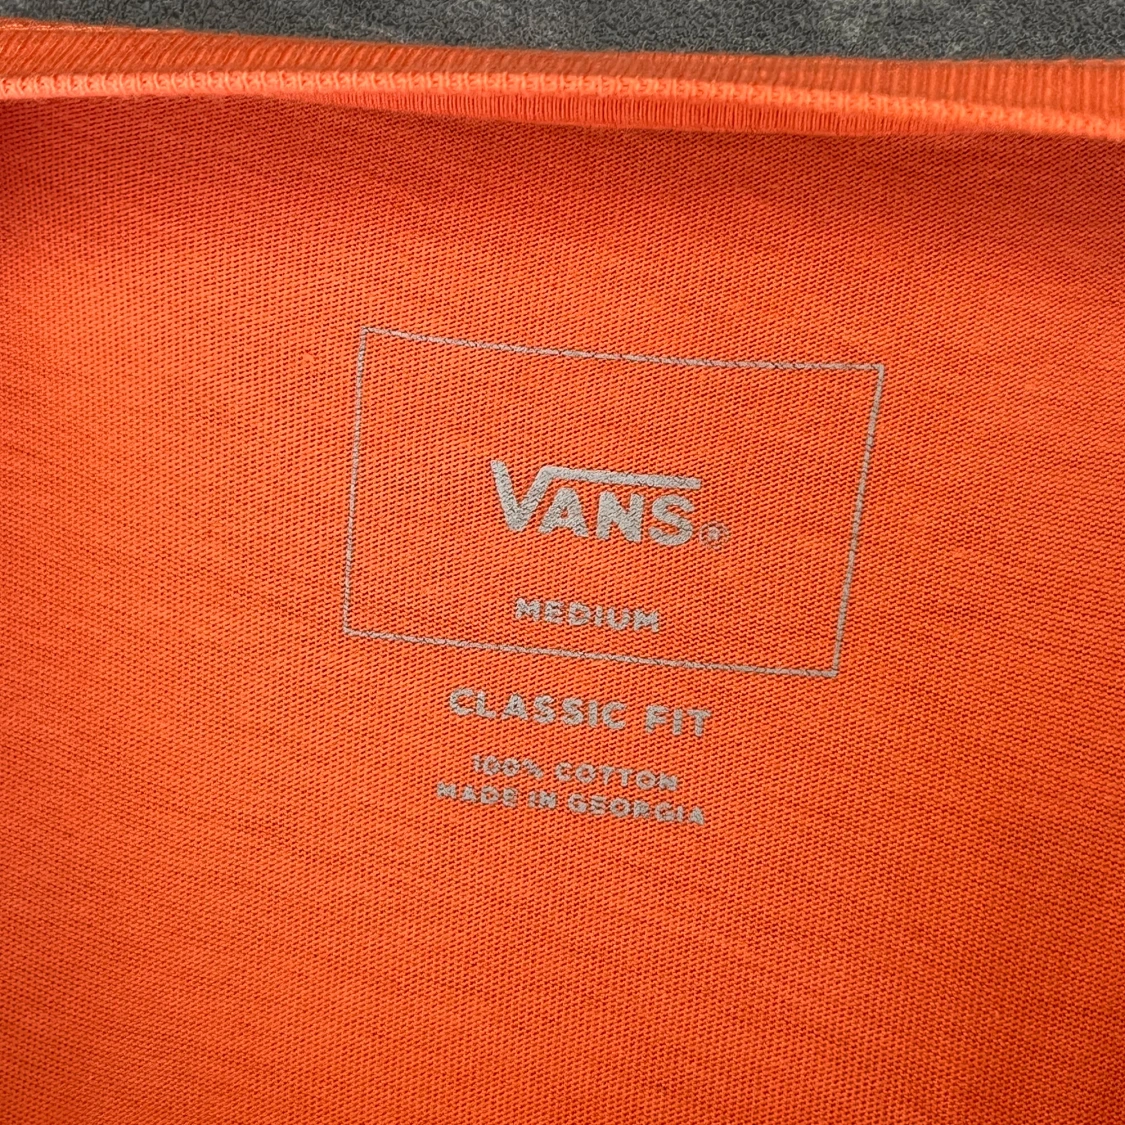 VANS®
MEDIUM
CLASSIC FIT
100% COTTON
MADE IN GEORGIA